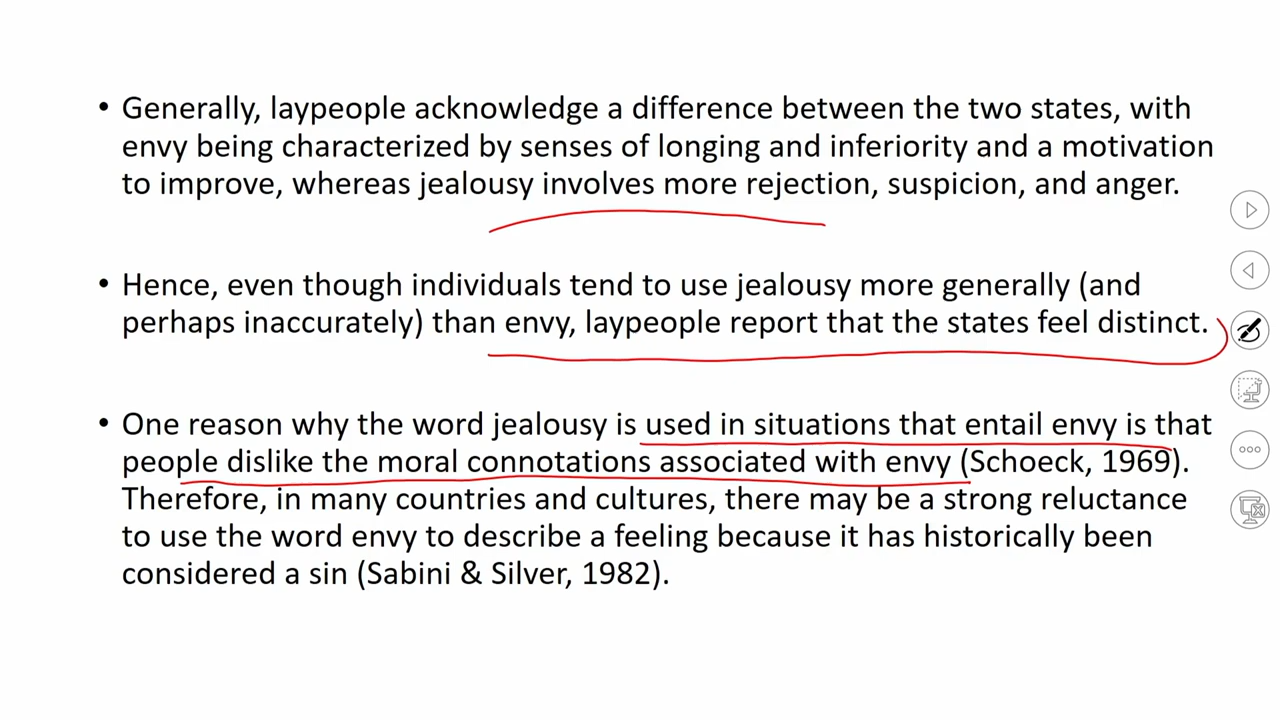 • Generally, laypeople acknowledge a difference between the two states, with
envy being characterized by senses of longing and inferiority and a motivation
to improve, whereas jealousy involves more rejection, suspicion, and anger.
• Hence, even though individuals tend to use jealousy more generally (and
perhaps inaccurately) than envy, laypeople report that the states feel distinct.
• One reason why the word jealousy is used in situations that entail envy is that
people dislike the moral connotations associated with envy (Schoeck, 1969).
Therefore, in many countries and cultures, there may be a strong reluctance
to use the word envy to describe a feeling because it has historically been
considered a sin (Sabini & Silver, 1982).